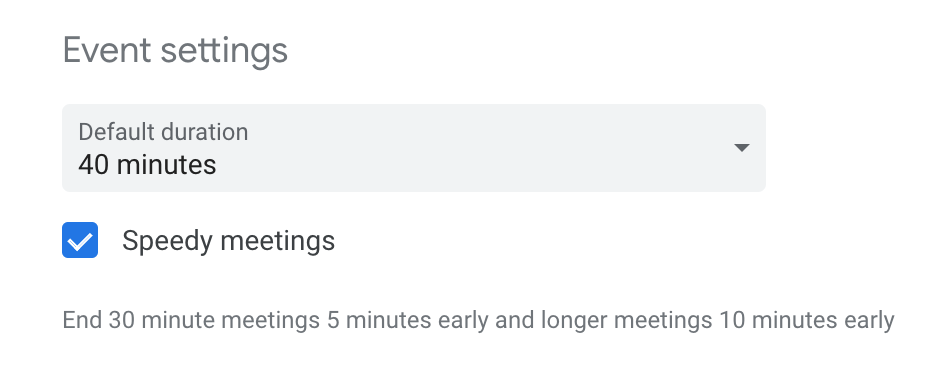 Event settings
Default duration
40 minutes
Speedy meetings
End 30 minute meetings 5 minutes early and longer meetings 10 minutes early